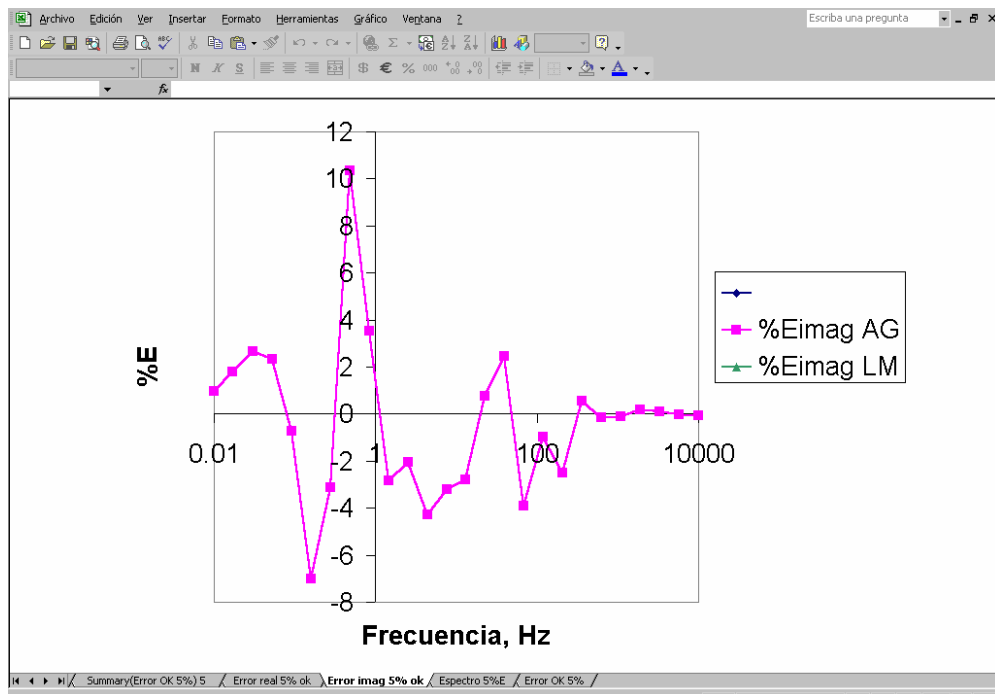 Archivo Edición Ver Insertar Formato Herramientas Gráfico Ventana ?
Escriba una pregunta
N K S $ € % 000
fx
12
10
8
6
4
2
0
-2
-4
-6
-8
0.01 1 100 10000
%E
Frecuencia, Hz
%Eimag AG
%Eimag LM
Summary(Error OK 5%) 5 Error real 5% ok Error imag 5% ok Espectro 5%E Error OK 5%